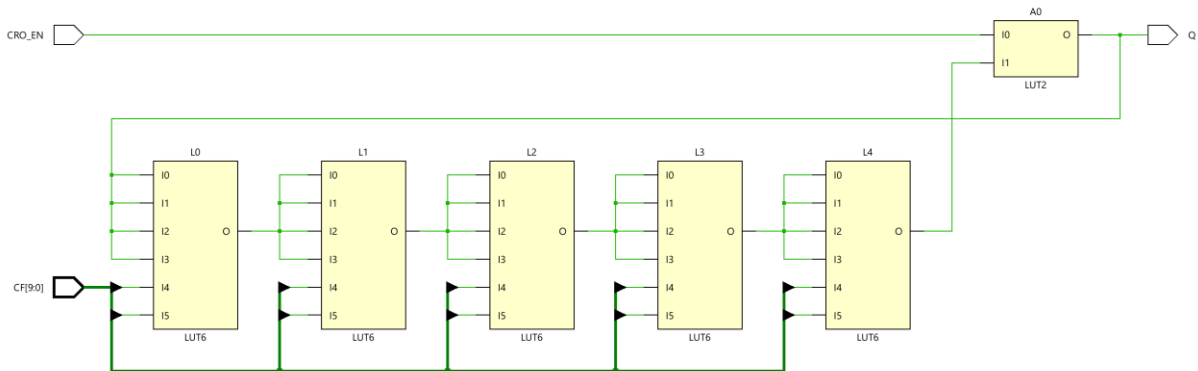 A0
CRO_EN
I0
O
Q
I1
LUT2
L0
L1
L2
L3
L4
I0
I0
I0
I0
I0
I1
I1
I1
I1
I1
I2
O
I2
O
I2
O
I2
O
I2
O
I3
I3
I3
I3
I3
CF[9:0]
I4
I4
I4
I4
I4
I5
I5
I5
I5
I5
LUT6
LUT6
LUT6
LUT6
LUT6